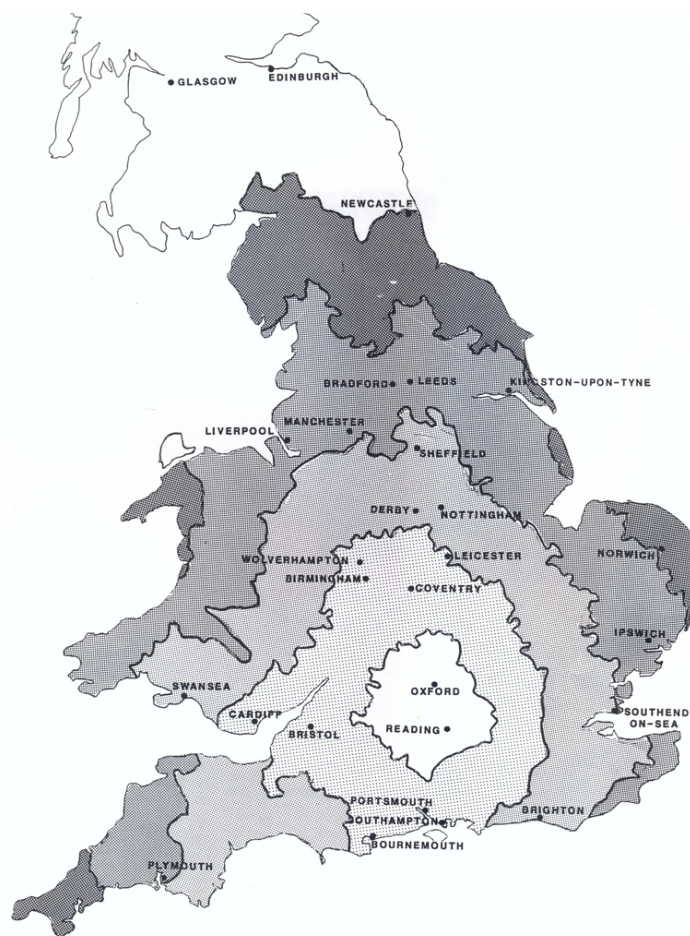 GLASGOW
EDINBURGH
NEWCASTLE
BRADFORD
LEEDS
KINGSTON-UPON-TYNE
MANCHESTER
LIVERPOOL
SHEFFIELD
DERBY
NOTTINGHAM
NORWICH
WOLVERHAMPTON
LEICESTER
BIRMINGHAM
COVENTRY
IPSWICH
SWANSEA
OXFORD
CARDIFF
SOUTHEND
ON-SEA
BRISTOL
READING
PORTSMOUTH
BRIGHTON
SOUTHAMPTON
BOURNEMOUTH
PLYMOUTH